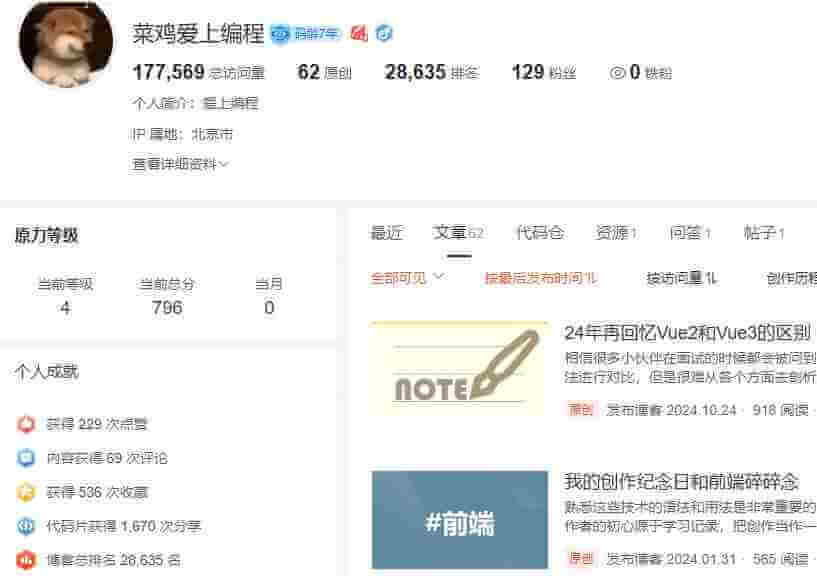 菜鸡爱上编程 码龄7年
177,569 总访问量 62 原创 28,635 排名 129 粉丝 0 铁粉
个人简介：爱上编程
IP 属地：北京市
查看详细资料
原力等级
当前等级 当前总分 当月
4 796 0
个人成就
获得 229 次点赞
内容获得 69 次评论
获得 536 次收藏
代码片获得 1,670 次分享
博客总排名 28,635 名
最近 文章62 代码仓 资源1 问答1 帖子1
全部可见 按最后发布时间 按访问量 创作历程
NOTE
24年再回忆Vue2和Vue3的区别
相信很多小伙伴在面试的时候都会被问到
法进行对比，但是很难从各个方面去剖析
原创 发布博客 2024.10.24 · 918 阅读 ·
#前端
我的创作纪念日和前端碎碎念
熟悉这些技术的语法和用法是非常重要的
作者的初心源于学习记录，把创作当作一
原创 发布博客 2024.01.31 · 565 阅读 ·